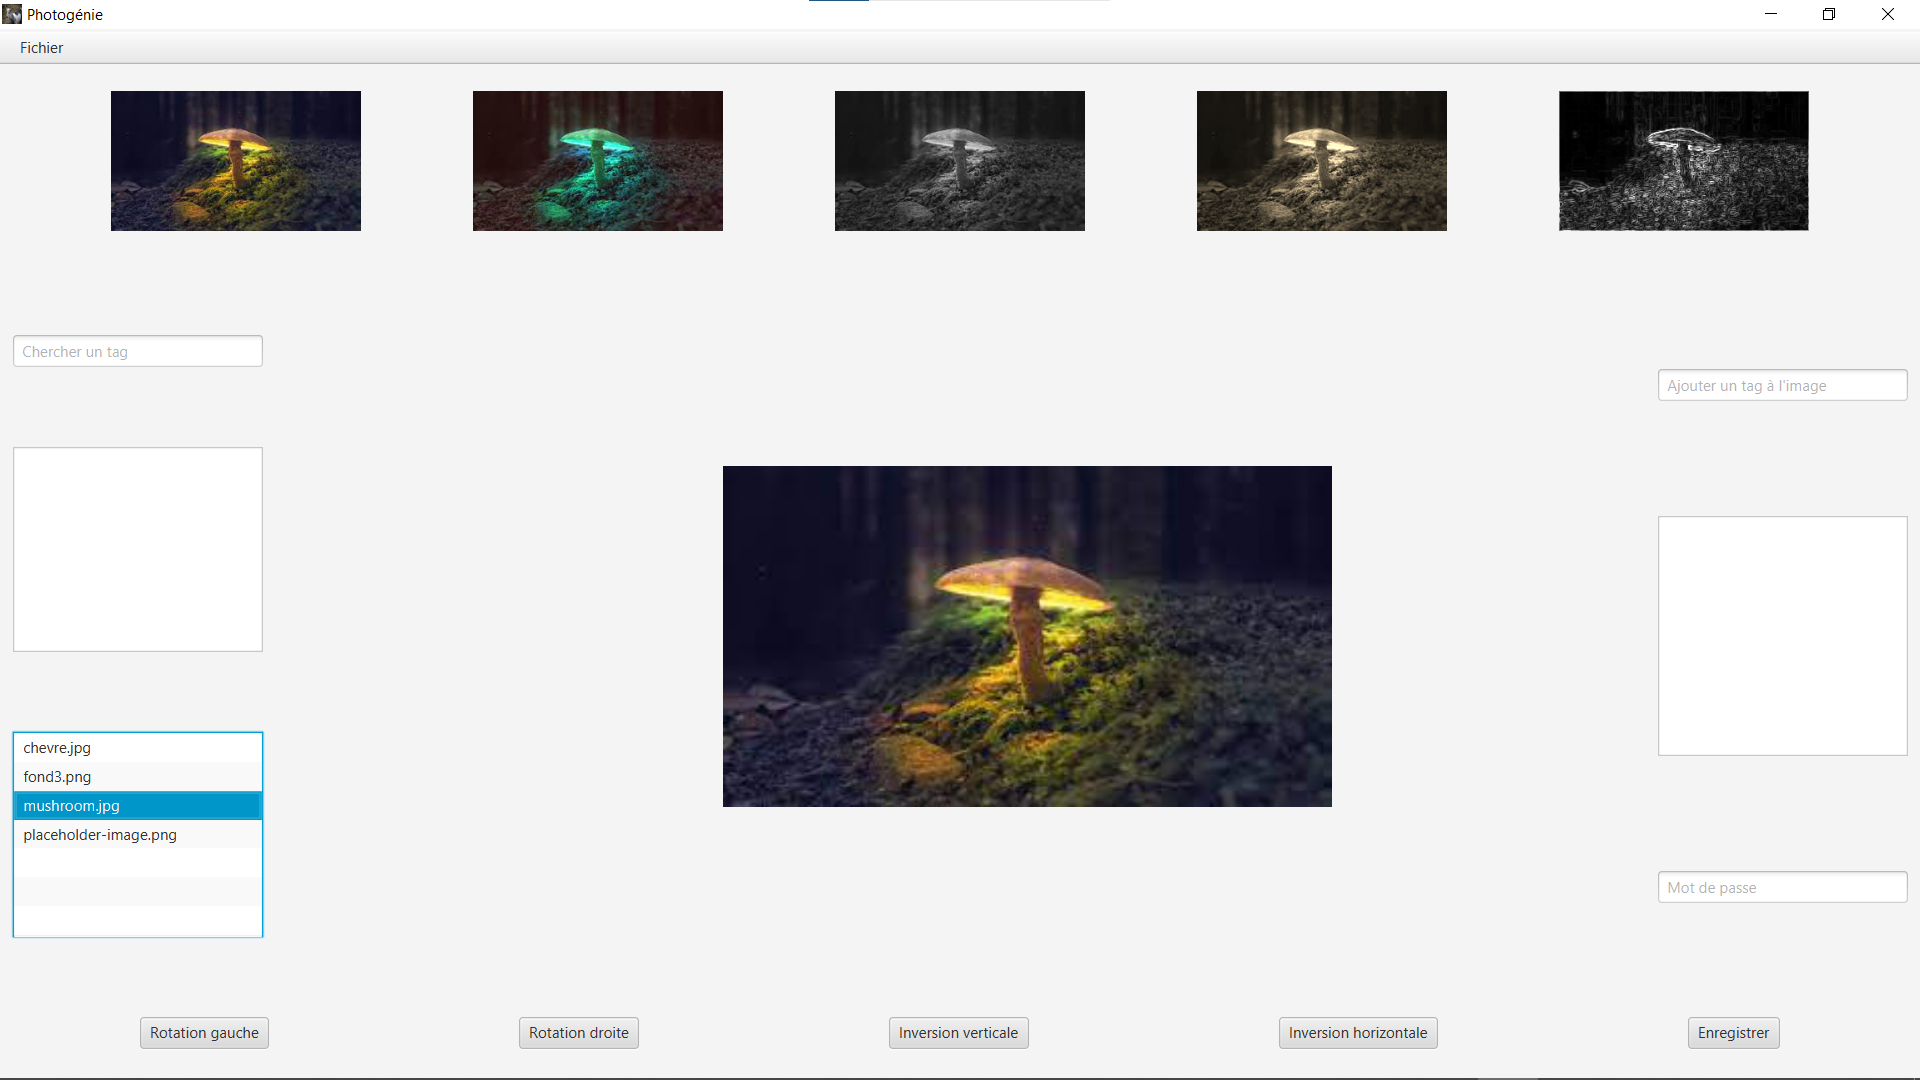 Photogénie
Fichier
Chercher un tag
Ajouter un tag à l'image
chevre.jpg
fond3.png
mushroom.jpg
placeholder-image.png
Mot de passe
Rotation gauche
Rotation droite
Inversion verticale
Inversion horizontale
Enregistrer